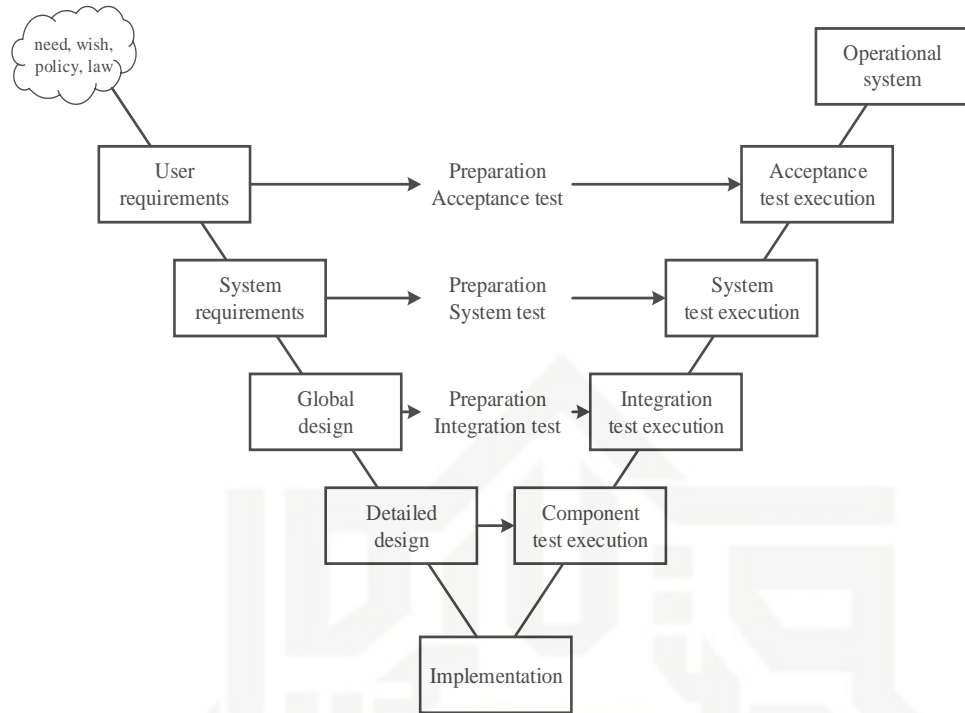 need, wish,
policy, law
Operational
system
User
requirements
Preparation
Acceptance test
Acceptance
test execution
System
requirements
Preparation
System test
System
test execution
Global
design
Preparation
Integration test
Integration
test execution
Detailed
design
Component
test execution
Implementation